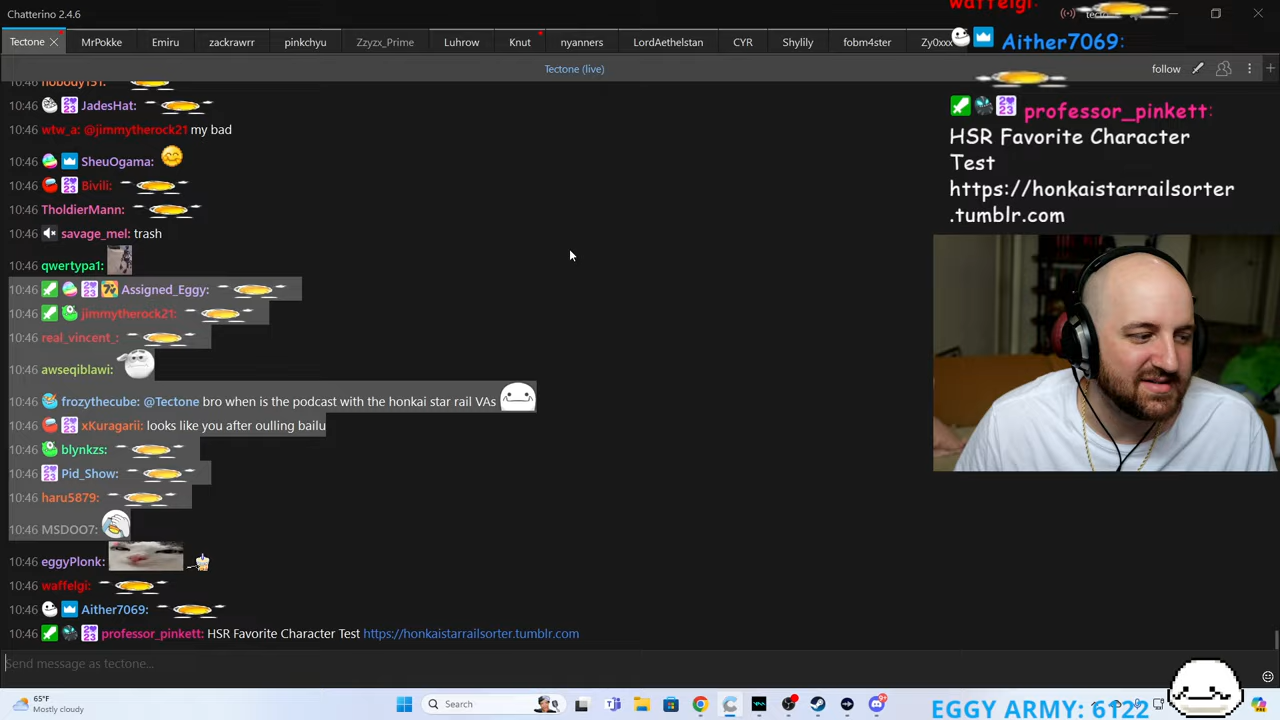 Chatterino 2.4.6
waffelgi:
Tectone MrPokke Emiru zackrawrr pinkchyu Zyzx_Prime Luhrow Knut nyanners LordAethelstan CYR Shylily fobm4ster
Aither7069:
Tectone (live) follow
10:46 JadesHat:
10:46 wtw_a: @jimmytherock21 my bad
10:46 SheuOgama:
10:46 Bivili:
10:46 TholdierMann:
10:46 savage_mel: trash
10:46 qwertypa1:
10:46 Assigned_Eggy:
10:46 jimmytherock21:
10:46 real_vincent_:
10:46 awseqiblawi:
10:46 frozythecube: @Tectone bro when is the podcast with the honkai star rail VAs
10:46 xKuragarii: looks like you after oulling bailu
10:46 blynkzs:
10:46 Pid_Show:
10:46 haru5879:
10:46 MSDOO7:
10:46 eggyPlonk:
10:46 waffelgi:
10:46 Aither7069:
10:46 professor_pinkett: HSR Favorite Character Test https://honkaistarrailsorter.tumblr.com
Send message as tectone...
professor_pinkett:
HSR Favorite Character
Test
https://honkaistarrailsorter
.tumblr.com
65°F
Mostly cloudy
Search
EGGY ARMY: 6122